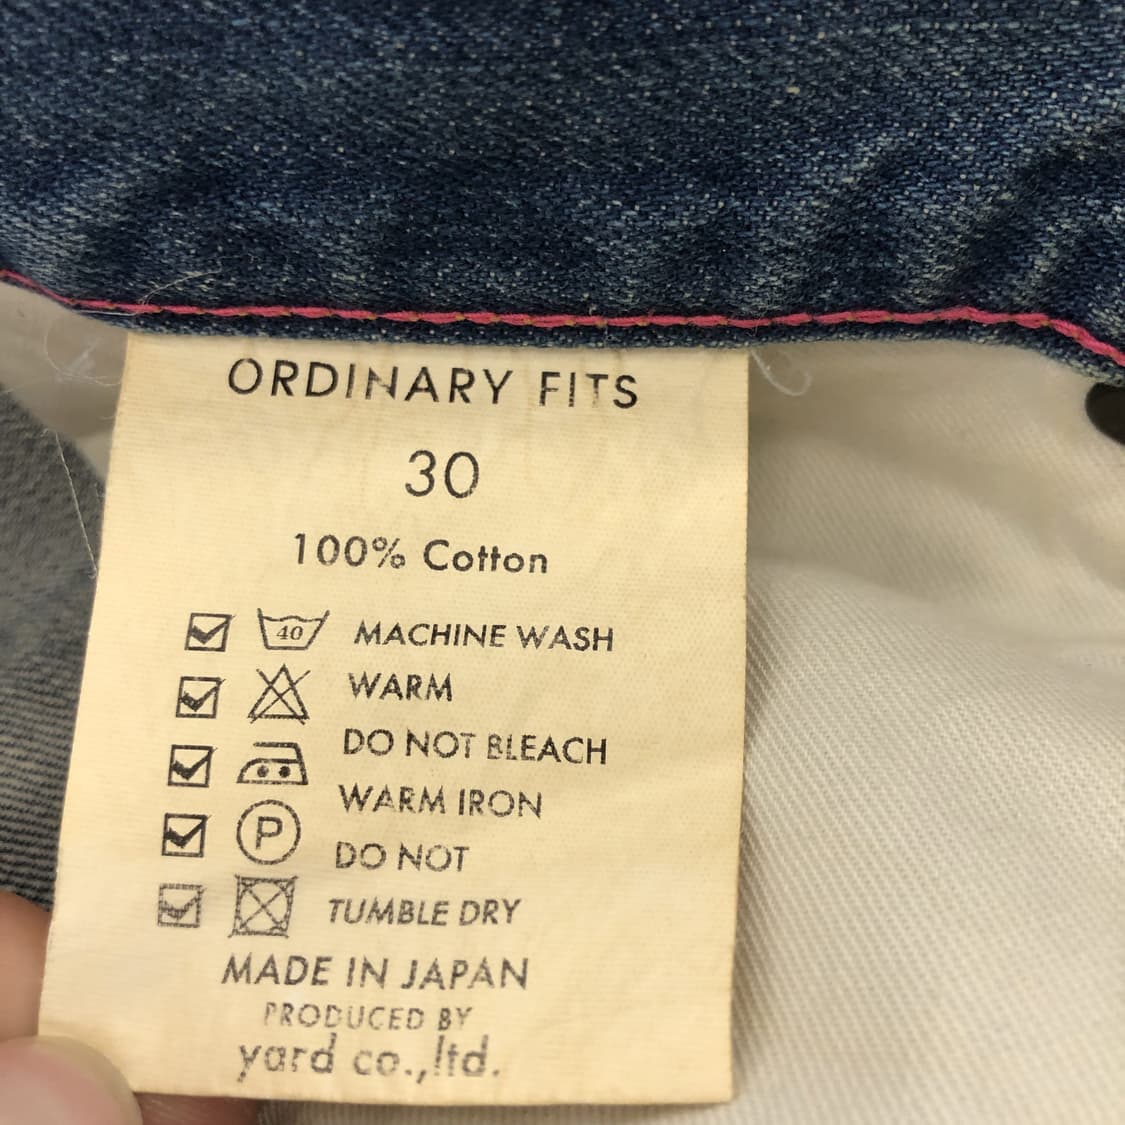 ORDINARY FITS
30
100% Cotton
40 MACHINE WASH
WARM
DO NOT BLEACH
WARM IRON
P DO NOT
TUMBLE DRY
MADE IN JAPAN
PRODUCED BY
yard co.,ltd.